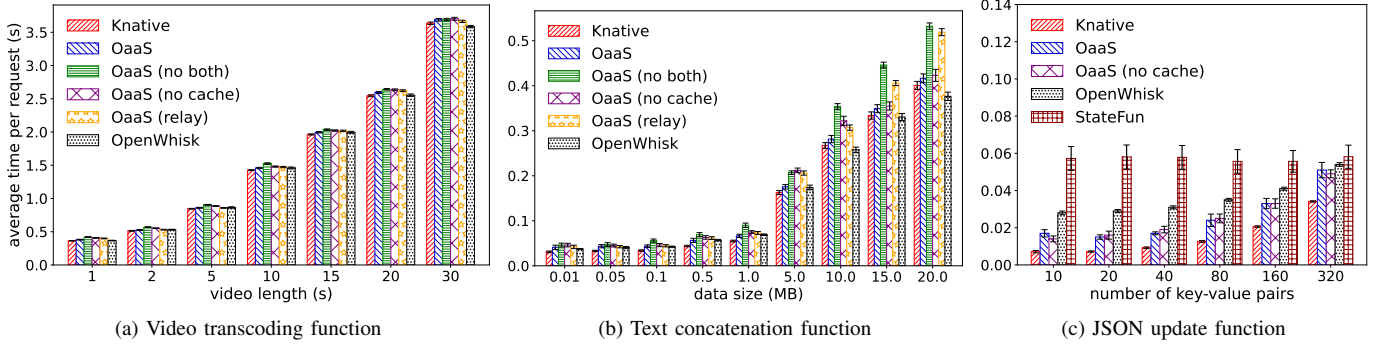 average time per request (s)
3.5
3.0
2.5
2.0
1.5
1.0
0.5
0.0
Knative
OaaS
OaaS (no both)
OaaS (no cache)
OaaS (relay)
OpenWhisk
1 2 5 10 15 20 30
video length (s)
(a) Video transcoding function
0.5
0.4
0.3
0.2
0.1
0.0
Knative
OaaS
OaaS (no both)
OaaS (no cache)
OaaS (relay)
OpenWhisk
0.01 0.05 0.1 0.5 1.0 5.0 10.0 15.0 20.0
data size (MB)
(b) Text concatenation function
0.14
0.12
0.10
0.08
0.06
0.04
0.02
0.00
Knative
OaaS
OaaS (no cache)
OpenWhisk
StateFun
10 20 40 80 160 320
number of key-value pairs
(c) JSON update function